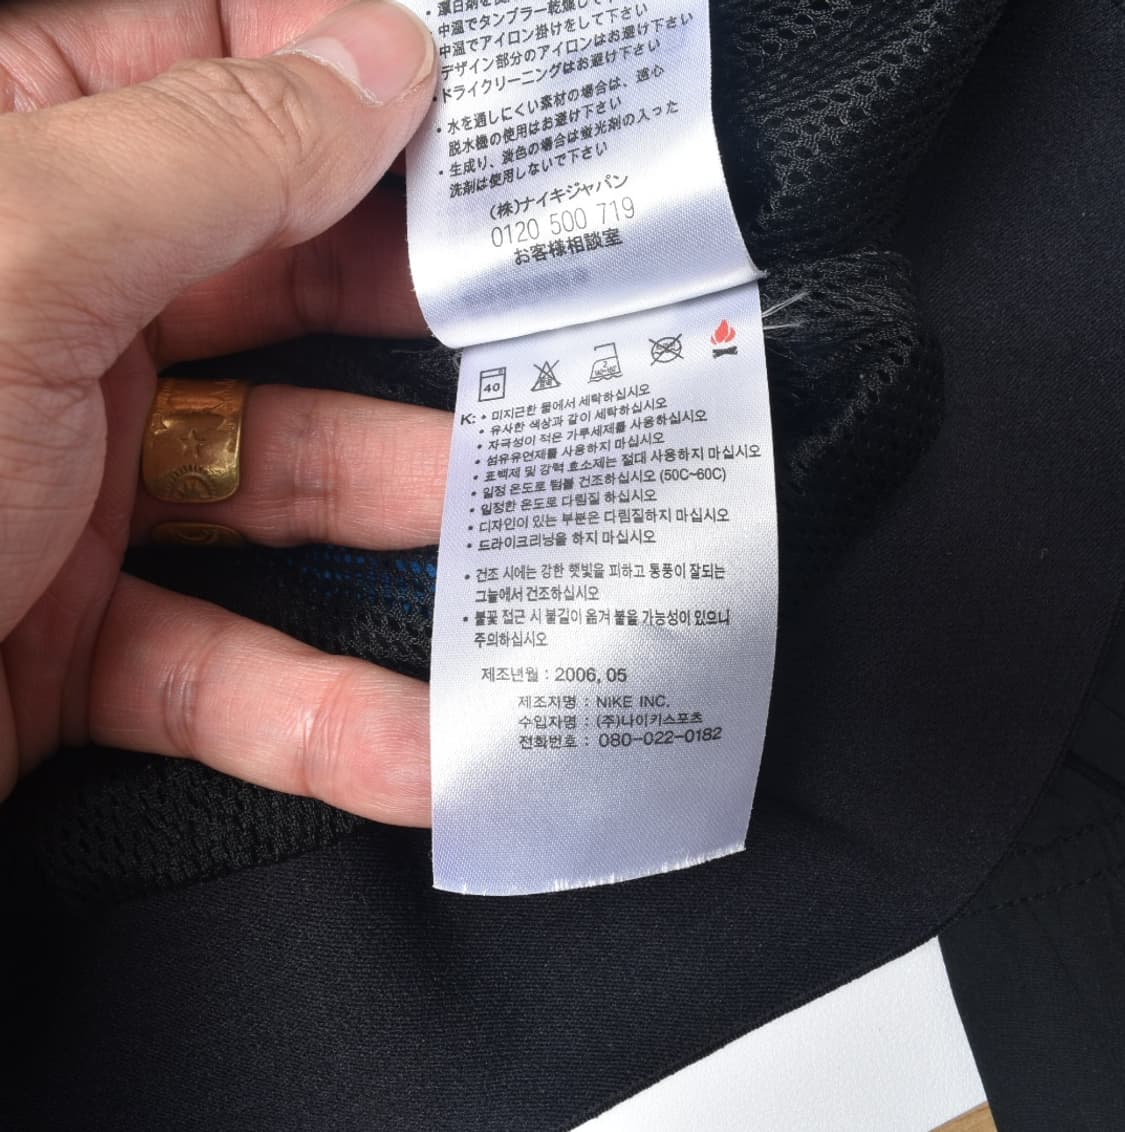 中温でタンブラー乾燥して下さい
中温でアイロン掛けをして下さい
デザイン部分のアイロンはお避け下さい
・ドライクリーニングはお避け下さい
・水を通しにくい素材の場合は、遠心
脱水機の使用はお避け下さい
・生成り、淡色の場合は蛍光剤の入った
洗剤は使用しないで下さい
(株)ナイキジャパン
0120 500 719
お客様相談室
40
K: • 미지근한 물에서 세탁하십시오
• 유사한 색상과 같이 세탁하십시오
• 자극성이 적은 가루세제를 사용하십시오
• 섬유유연제를 사용하지 마십시오
• 표백제 및 강력 효소제는 절대 사용하지 마십시오
• 일정 온도로 텀블 건조하십시오 (50C~60C)
• 일정한 온도로 다림질 하십시오
• 디자인이 있는 부분은 다림질하지 마십시오
• 드라이크리닝을 하지 마십시오
• 건조 시에는 강한 햇빛을 피하고 통풍이 잘되는
그늘에서 건조하십시오
• 불꽃 접근 시 불길이 옮겨 붙을 가능성이 있으니
주의하십시오
제조년월 : 2006, 05
제조자명 : NIKE INC.
수입자명 : (주)나이키스포츠
전화번호 : 080-022-0182